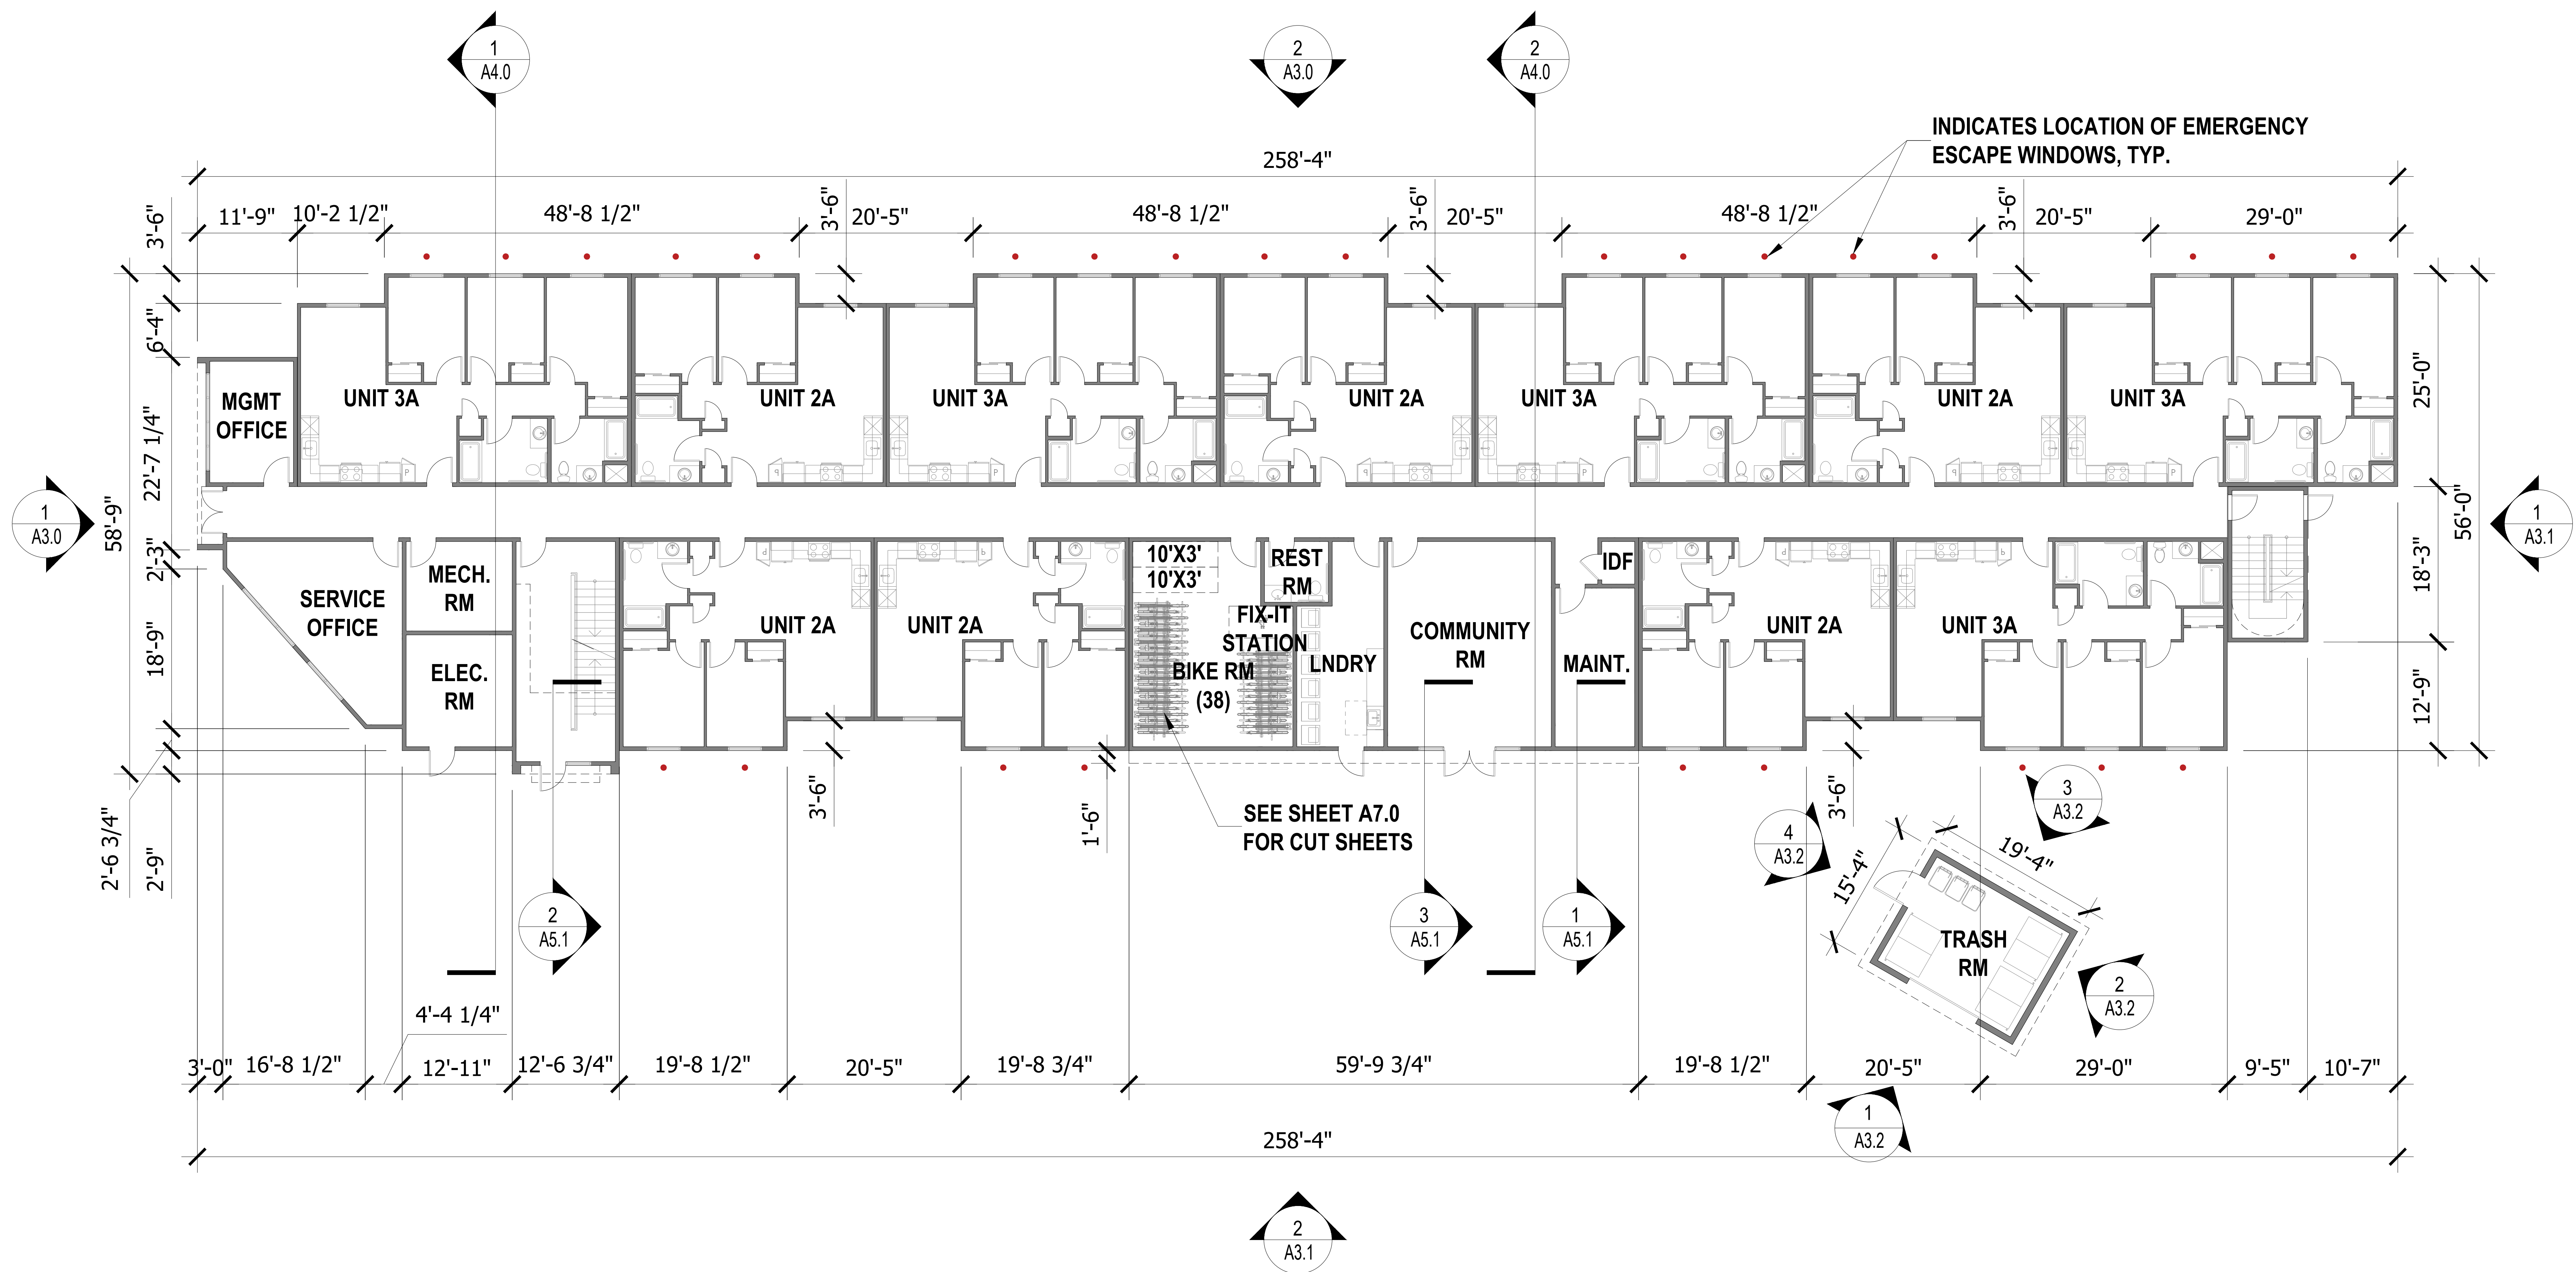 1
A4.0
2
A3.0
2
A4.0
INDICATES LOCATION OF EMERGENCY
ESCAPE WINDOWS, TYP.
258'-4"
3'-6"
11'-9"
10'-2 1/2"
48'-8 1/2"
3'-6"
20'-5"
48'-8 1/2"
3'-6"
20'-5"
48'-8 1/2"
3'-6"
20'-5"
29'-0"
6'-4"
22'-7 1/4"
58'-9"
2'-3"
18'-9"
2'-6 3/4"
2'-9"
25'-0"
56'-0"
18'-3"
12'-9"
MGMT
OFFICE
UNIT 3A
UNIT 2A
UNIT 3A
UNIT 2A
UNIT 3A
UNIT 2A
UNIT 3A
1
A3.0
1
A3.1
SERVICE
OFFICE
MECH.
RM
ELEC.
RM
UNIT 2A
UNIT 2A
10'X3'
10'X3'
REST
RM
FIX-IT
STATION
BIKE RM
(38)
LNDRY
COMMUNITY
RM
IDF
MAINT.
UNIT 2A
UNIT 3A
3'-6"
1'-6"
SEE SHEET A7.0
FOR CUT SHEETS
3'-6"
3
A3.2
4
A3.2
15'-4"
19'-4"
TRASH
RM
2
A3.2
2
A5.1
3
A5.1
1
A5.1
4'-4 1/4"
3'-0"
16'-8 1/2"
12'-11"
12'-6 3/4"
19'-8 1/2"
20'-5"
19'-8 3/4"
59'-9 3/4"
19'-8 1/2"
20'-5"
29'-0"
9'-5"
10'-7"
1
A3.2
258'-4"
2
A3.1